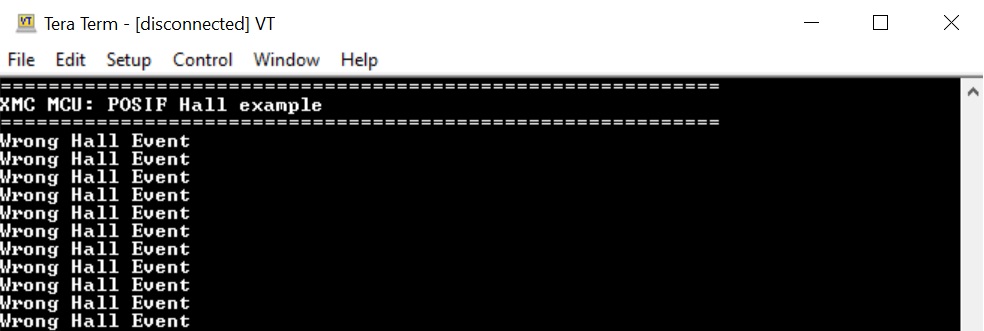 Tera Term - [disconnected] VT
File Edit Setup Control Window Help
============================================================
XMC MCU: POSIF Hall example
============================================================
Wrong Hall Event
Wrong Hall Event
Wrong Hall Event
Wrong Hall Event
Wrong Hall Event
Wrong Hall Event
Wrong Hall Event
Wrong Hall Event
Wrong Hall Event
Wrong Hall Event
Wrong Hall Event